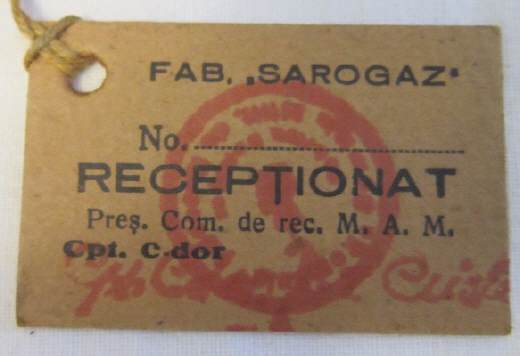 FAB. „SAROGAZ"
No. ........................................
RECEPȚIONAT
Preș. Com. de rec. M. A. M.
Cpt. C-dor